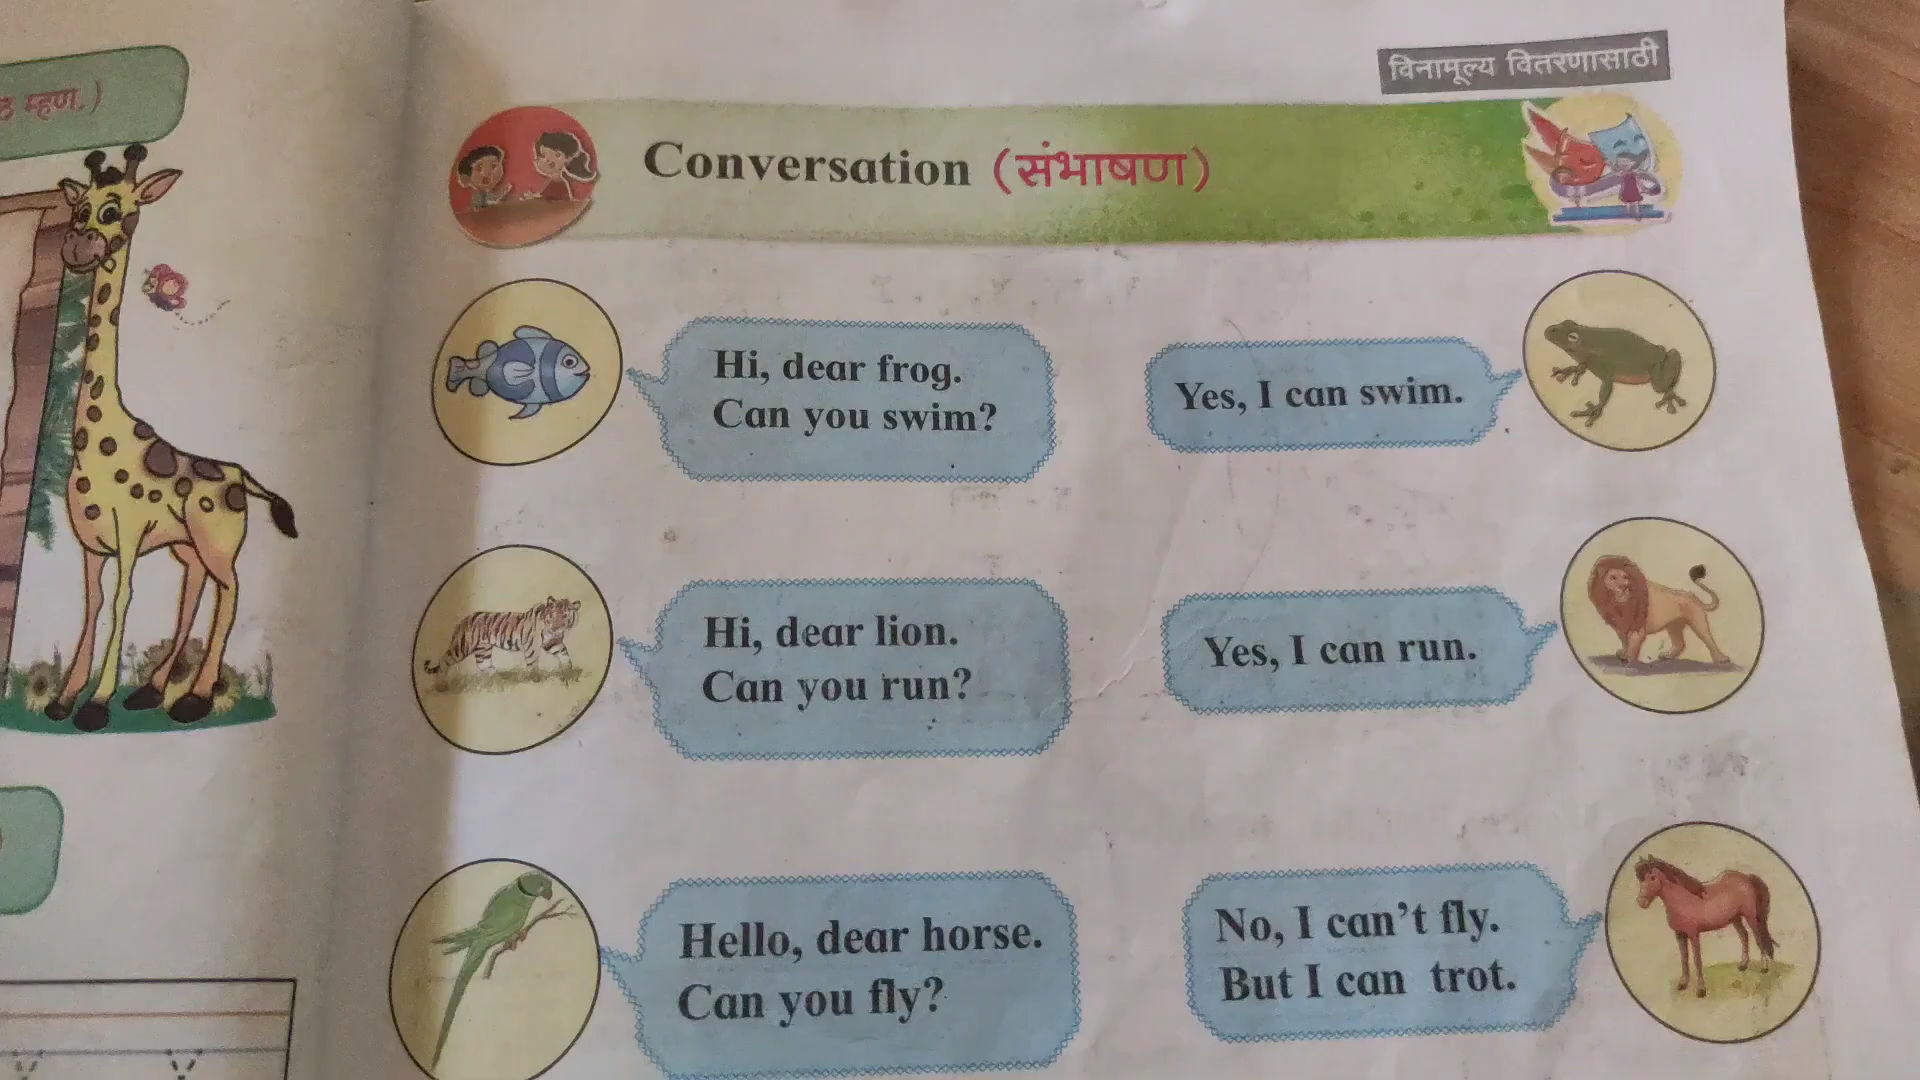 ठ म्हण.)
विनामूल्य वितरणासाठी
Conversation (संभाषण)
Hi, dear frog.
Can you swim?
Yes, I can swim.
Hi, dear lion.
Can you run?
Yes, I can run.
Hello, dear horse.
Can you fly?
No, I can't fly.
But I can trot.